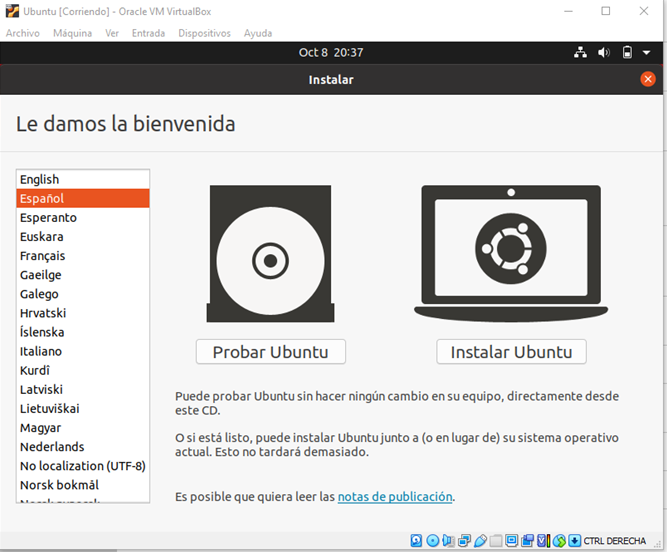 Ubuntu [Corriendo] - Oracle VM VirtualBox
Archivo Máquina Ver Entrada Dispositivos Ayuda
Oct 8 20:37
Instalar
Le damos la bienvenida
English
Español
Esperanto
Euskara
Français
Gaeilge
Galego
Hrvatski
Íslenska
Italiano
Kurdî
Latviski
Lietuviškai
Magyar
Nederlands
No localization (UTF-8)
Norsk bokmål
Norsk nynorsk
Probar Ubuntu
Instalar Ubuntu
Puede probar Ubuntu sin hacer ningún cambio en su equipo, directamente desde
este CD.
O si está listo, puede instalar Ubuntu junto a (o en lugar de) su sistema operativo
actual. Esto no tardará demasiado.
Es posible que quiera leer las notas de publicación.
CTRL DERECHA